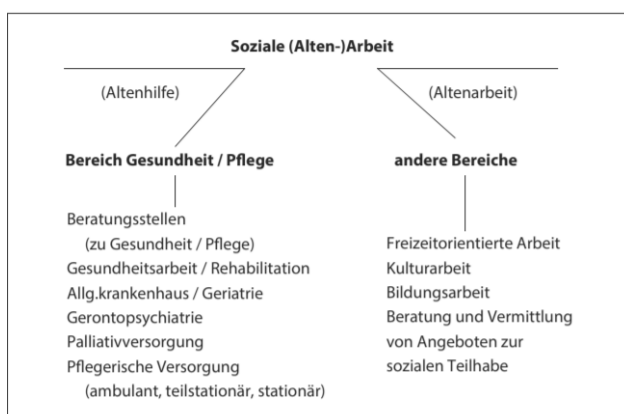 Soziale (Alten-)Arbeit
(Altenhilfe)
(Altenarbeit)
Bereich Gesundheit / Pflege
andere Bereiche
Beratungsstellen
(zu Gesundheit / Pflege)
Gesundheitsarbeit / Rehabilitation
Allg.krankenhaus / Geriatrie
Gerontopsychiatrie
Palliativversorgung
Pflegerische Versorgung
(ambulant, teilstationär, stationär)
Freizeitorientierte Arbeit
Kulturarbeit
Bildungsarbeit
Beratung und Vermittlung
von Angeboten zur
sozialen Teilhabe